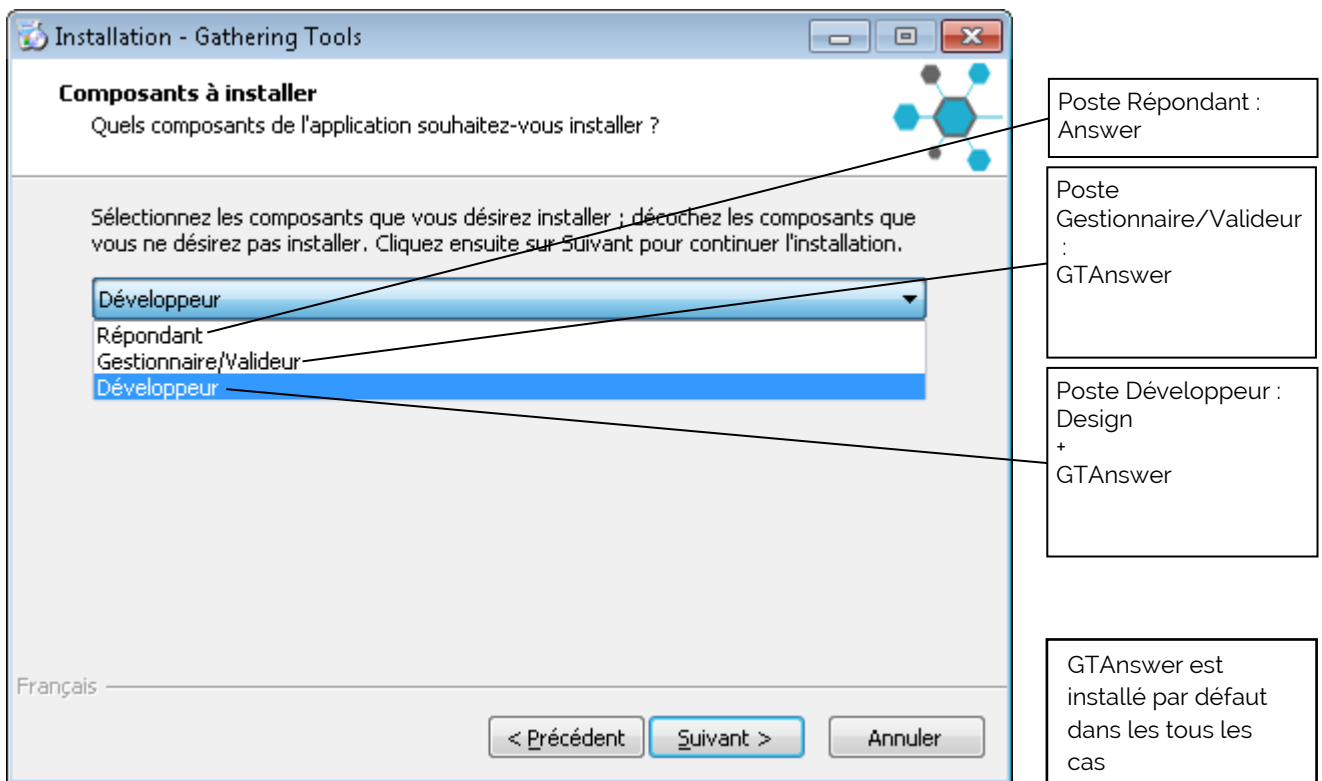 Installation - Gathering Tools
Composants à installer
Quels composants de l'application souhaitez-vous installer ?
Sélectionnez les composants que vous désirez installer ; décochez les composants que
vous ne désirez pas installer. Cliquez ensuite sur Suivant pour continuer l'installation.
Développeur
Répondant
Gestionnaire/Valideur
Développeur
Français
< Précédent
Suivant >
Annuler
Poste Répondant :
Answer
Poste
Gestionnaire/Valideur
:
GTAnswer
Poste Développeur :
Design
+
GTAnswer
GTAnswer est
installé par défaut
dans les tous les
cas